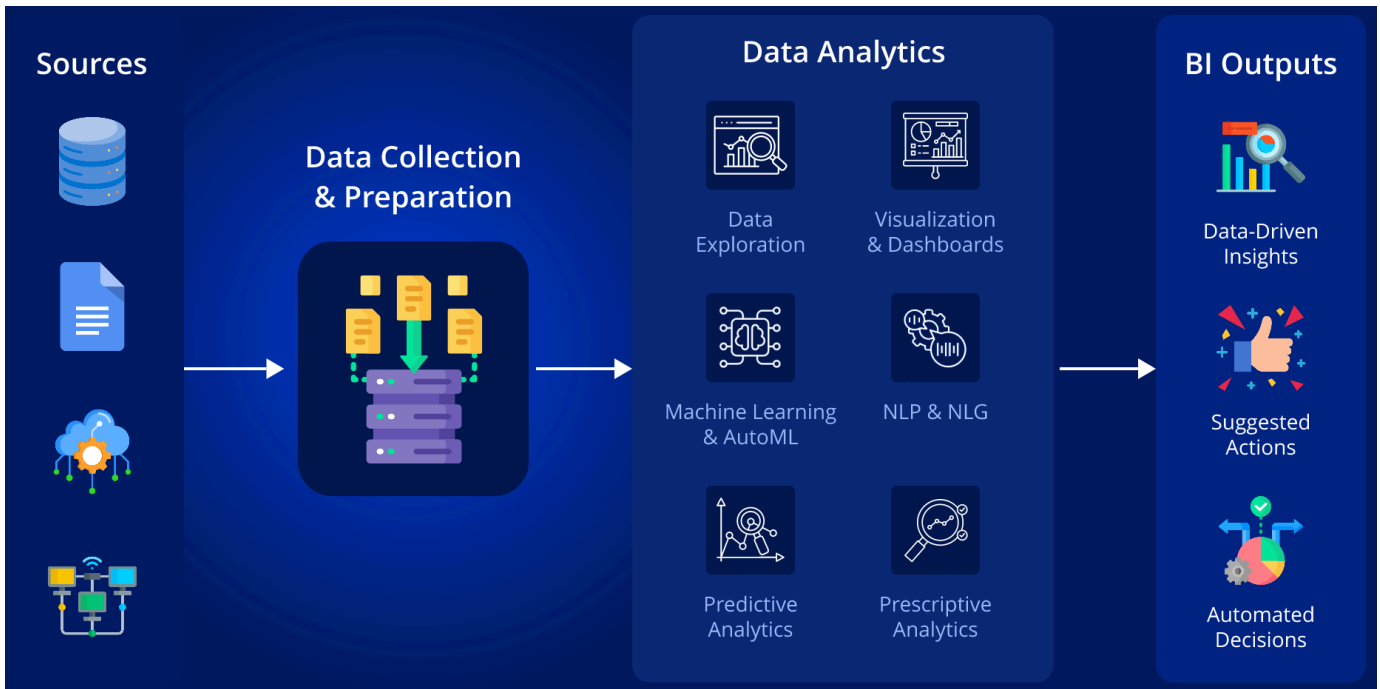 Sources
Data Collection
& Preparation
Data Analytics
Data
Exploration
Visualization
& Dashboards
Machine Learning
& AutoML
NLP & NLG
Predictive
Analytics
Prescriptive
Analytics
BI Outputs
Data-Driven
Insights
Suggested
Actions
Automated
Decisions